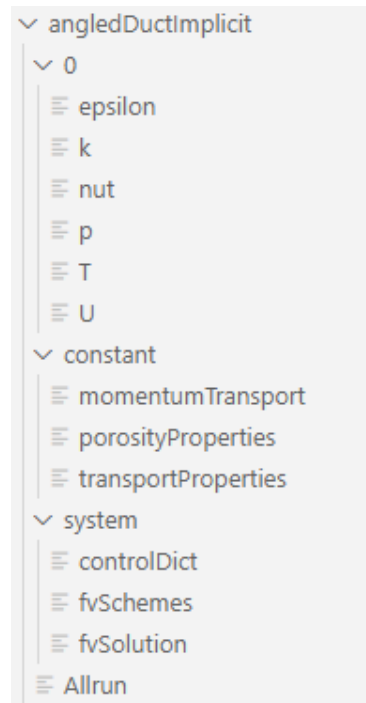 angledDuctImplicit
0
epsilon
k
nut
p
T
U
constant
momentumTransport
porosityProperties
transportProperties
system
controlDict
fvSchemes
fvSolution
Allrun